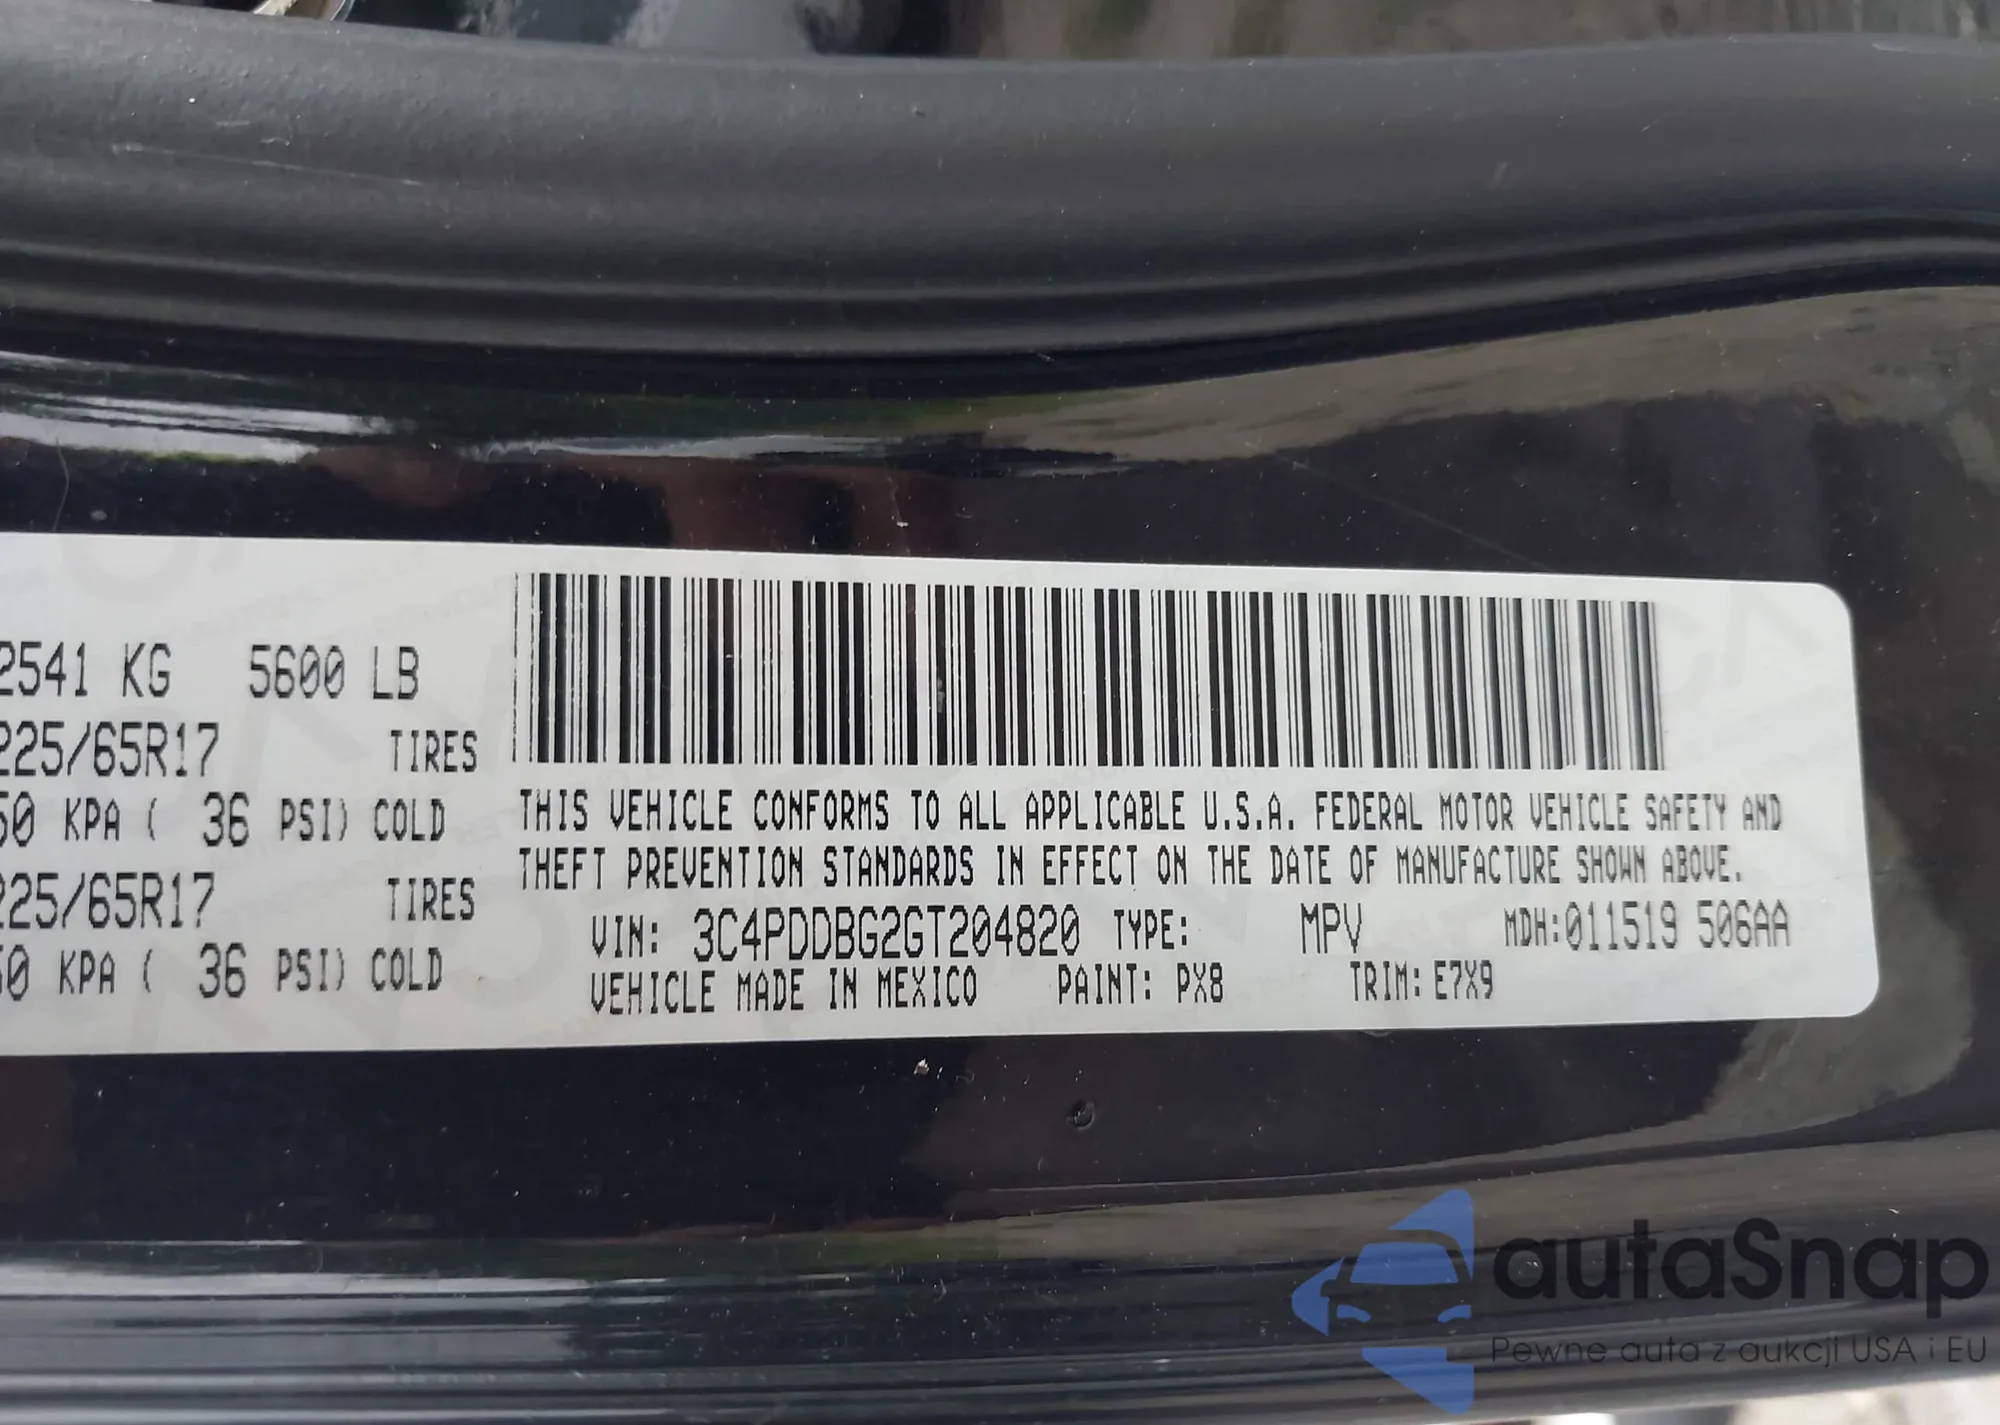 2541 KG 5600 LB
225/65R17 TIRES
50 KPA ( 36 PSI) COLD
225/65R17 TIRES
50 KPA ( 36 PSI) COLD
THIS VEHICLE CONFORMS TO ALL APPLICABLE U.S.A. FEDERAL MOTOR VEHICLE SAFETY AND
THEFT PREVENTION STANDARDS IN EFFECT ON THE DATE OF MANUFACTURE SHOWN ABOVE.
VIN: 3C4PDDBG2GT204820 TYPE: MPV MDH:011519 506AA
VEHICLE MADE IN MEXICO PAINT: PX8 TRIM: E7X9
autaSnap
Pewne auta z aukcji USA i EU